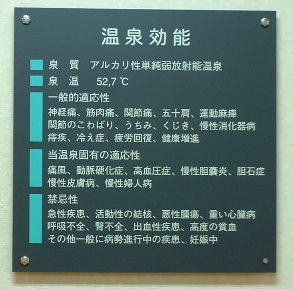 温泉効能
泉 質 アルカリ性単純弱放射能温泉
泉 温 52,7℃
一般的適応性
神経痛、筋肉痛、関節痛、五十肩、運動麻痺
関節のこわばり、うちみ、くじき、慢性消化器病
痔疾、冷え症、疲労回復、健康増進
当温泉固有の適応性
痛風、動脈硬化症、高血圧症、慢性胆嚢炎、胆石症
慢性皮膚病、慢性婦人病
禁忌性
急性疾患、活動性の結核、悪性腫瘍、重い心臓病
呼吸不全、腎不全、出血性疾患、高度の貧血
その他一般に病勢進行中の疾患、妊娠中